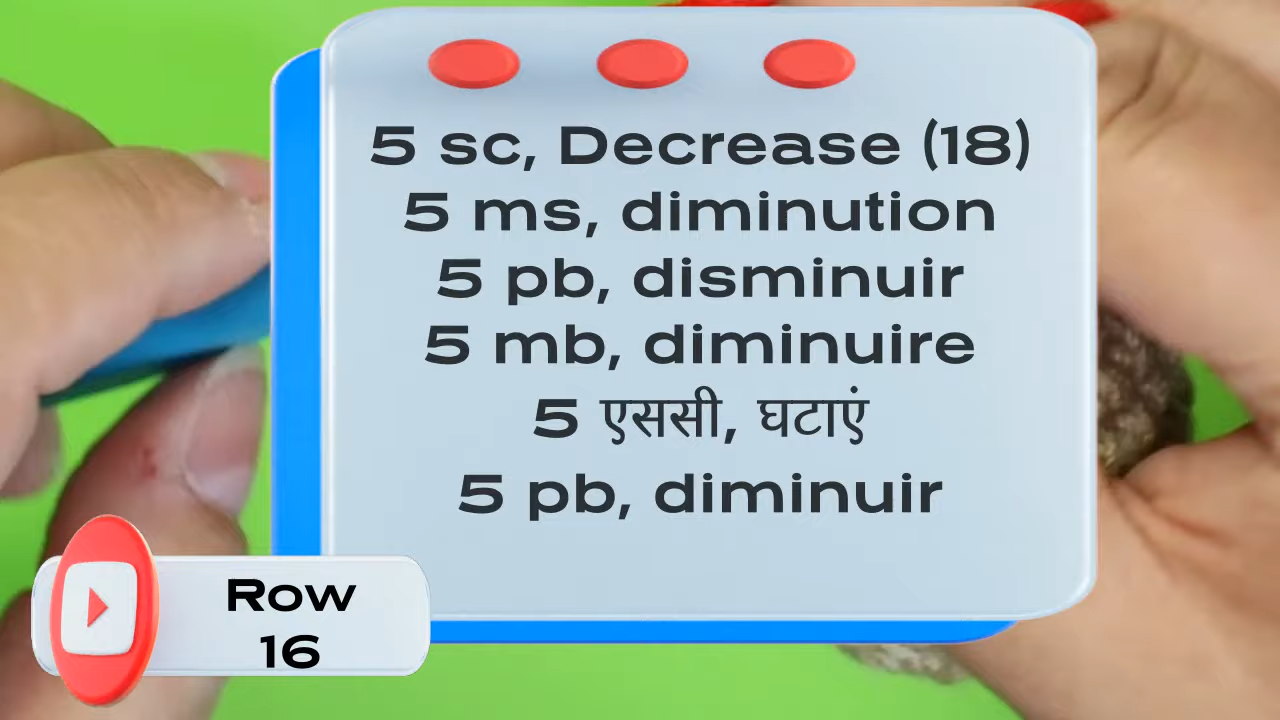 5 sc, Decrease (18)
5 ms, diminution
5 pb, disminuir
5 mb, diminuire
5 एससी, घटाएं
5 pb, diminuir
Row
16